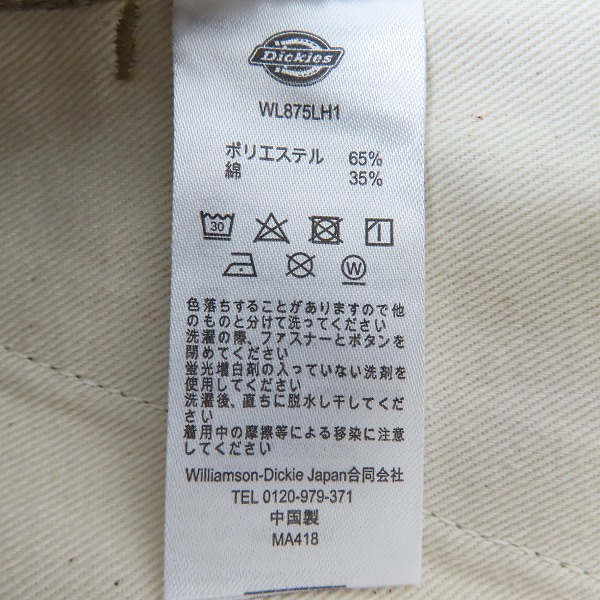 Dickies
WL875LH1
ポリエステル 65%
綿 35%
30
W
色落ちすることがありますので他
のものと分けて洗ってください
洗濯の際、ファスナーとボタンを
閉めてください
蛍光増白剤の入っていない洗剤を
使用してください
洗濯後、直ちに脱水し干してくだ
さい
着用中の摩擦等による移染に注意
してください
Williamson-Dickie Japan合同会社
TEL 0120-979-371
中国製
MA418